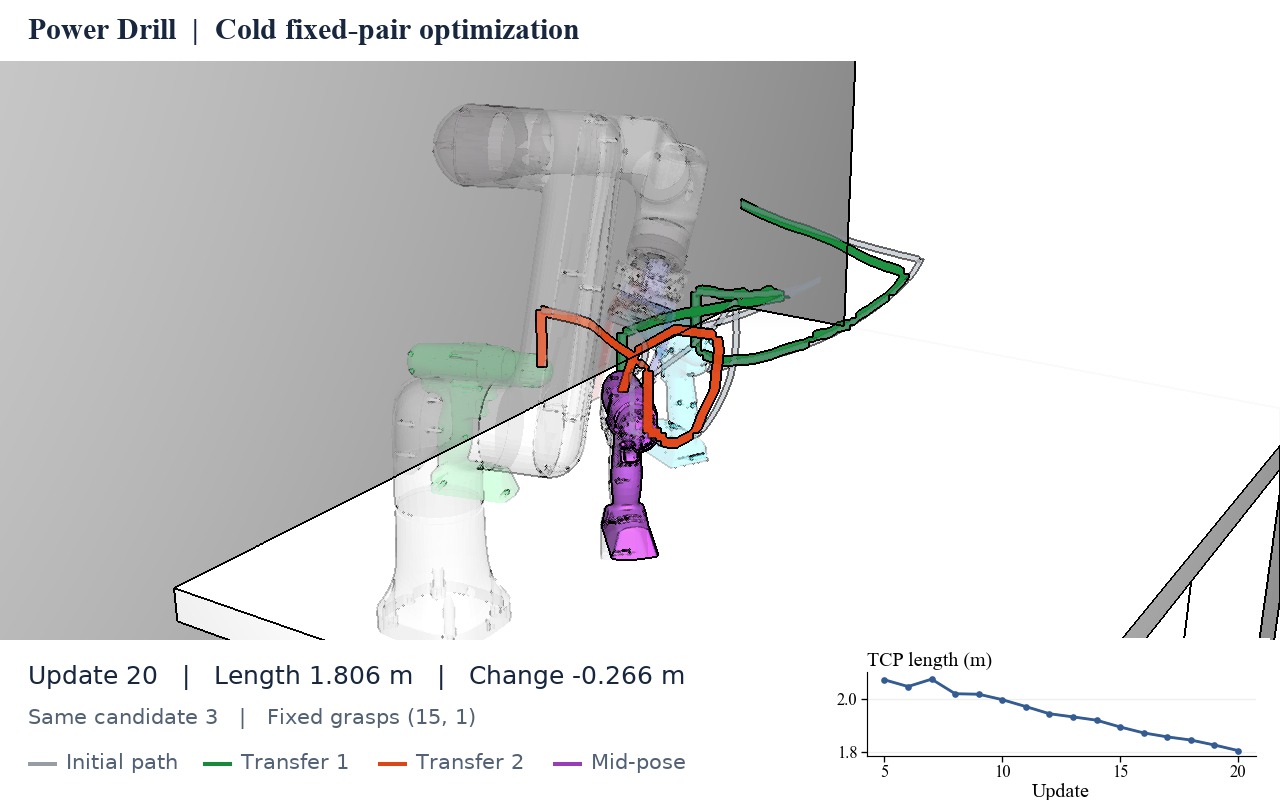 Power Drill | Cold fixed-pair optimization
Update 20 | Length 1.806 m | Change -0.266 m
Same candidate 3 | Fixed grasps (15, 1)
Initial path Transfer 1 Transfer 2 Mid-pose
TCP length (m)
2.0
1.8
5 10 15 20
Update